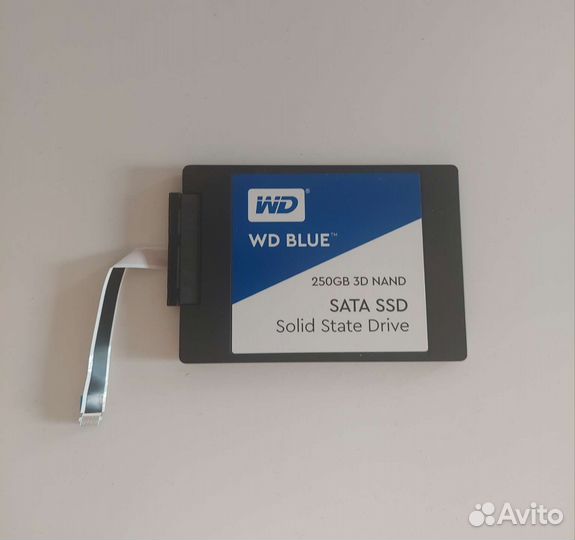 WD®
WD BLUE™
250GB 3D NAND
SATA SSD
Solid State Drive
Avito